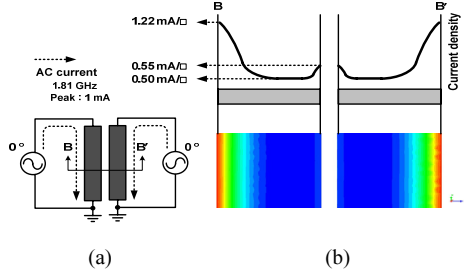 B
B′
1.22 mA/□
0.55 mA/□
0.50 mA/□
Current density
AC current
1.81 GHz
Peak : 1 mA
0°
B
B′
0°
(a)
(b)